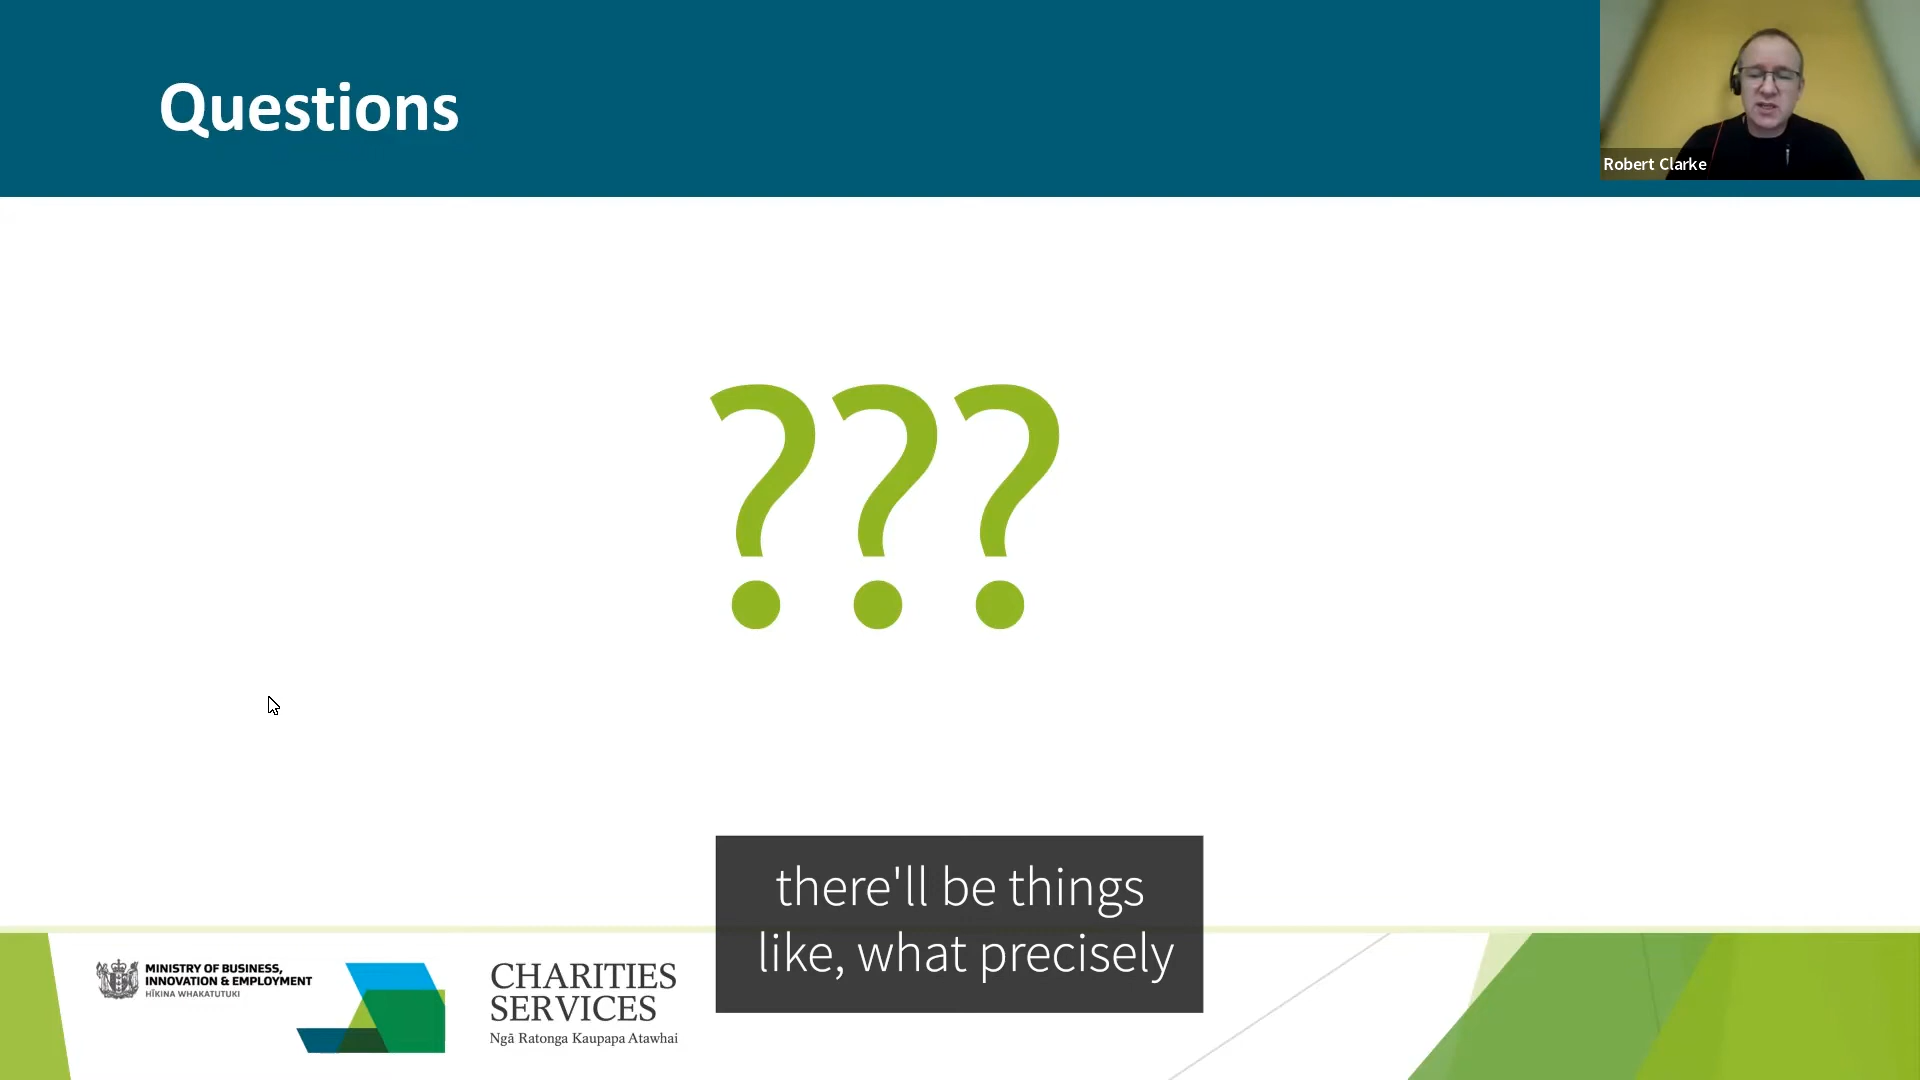 Questions
Robert Clarke
???
there'll be things
like, what precisely
MINISTRY OF BUSINESS,
INNOVATION & EMPLOYMENT
HĪKINA WHAKATUTUKI
CHARITIES
SERVICES
Ngā Ratonga Kaupapa Atawhai